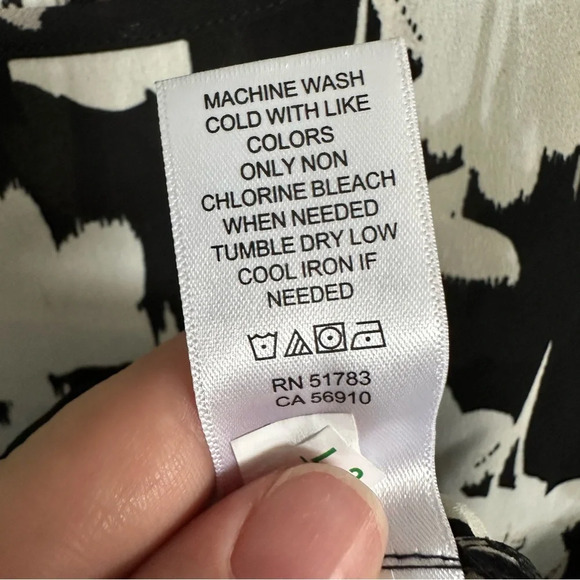 MACHINE WASH
COLD WITH LIKE
COLORS
ONLY NON
CHLORINE BLEACH
WHEN NEEDED
TUMBLE DRY LOW
COOL IRON IF
NEEDED
RN 51783
CA 56910